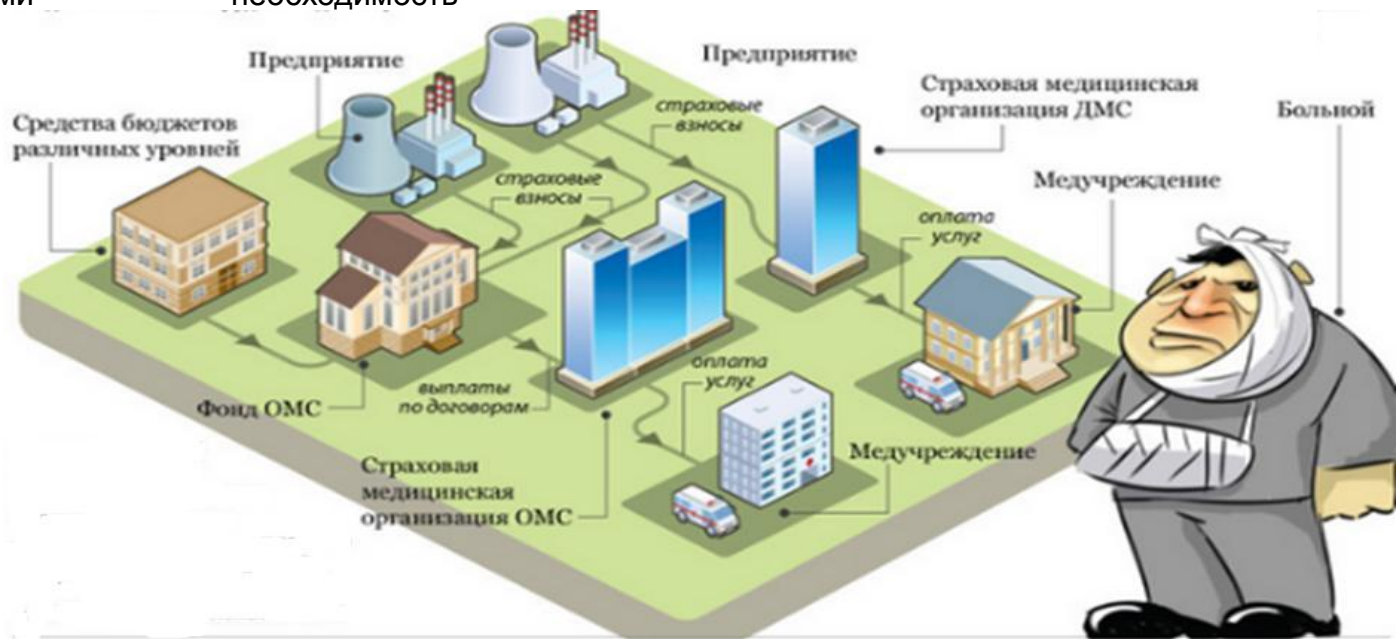 необходимость
Предприятие
Предприятие
Страховая медицинская
организация ДМС
Больной
Средства бюджетов
различных уровней
страховые
взносы
страховые
взносы
Медучреждение
оплата
услуг
оплата
услуг
выплаты
по договорам
Фонд ОМС
Страховая
медицинская
организация ОМС
Медучреждение